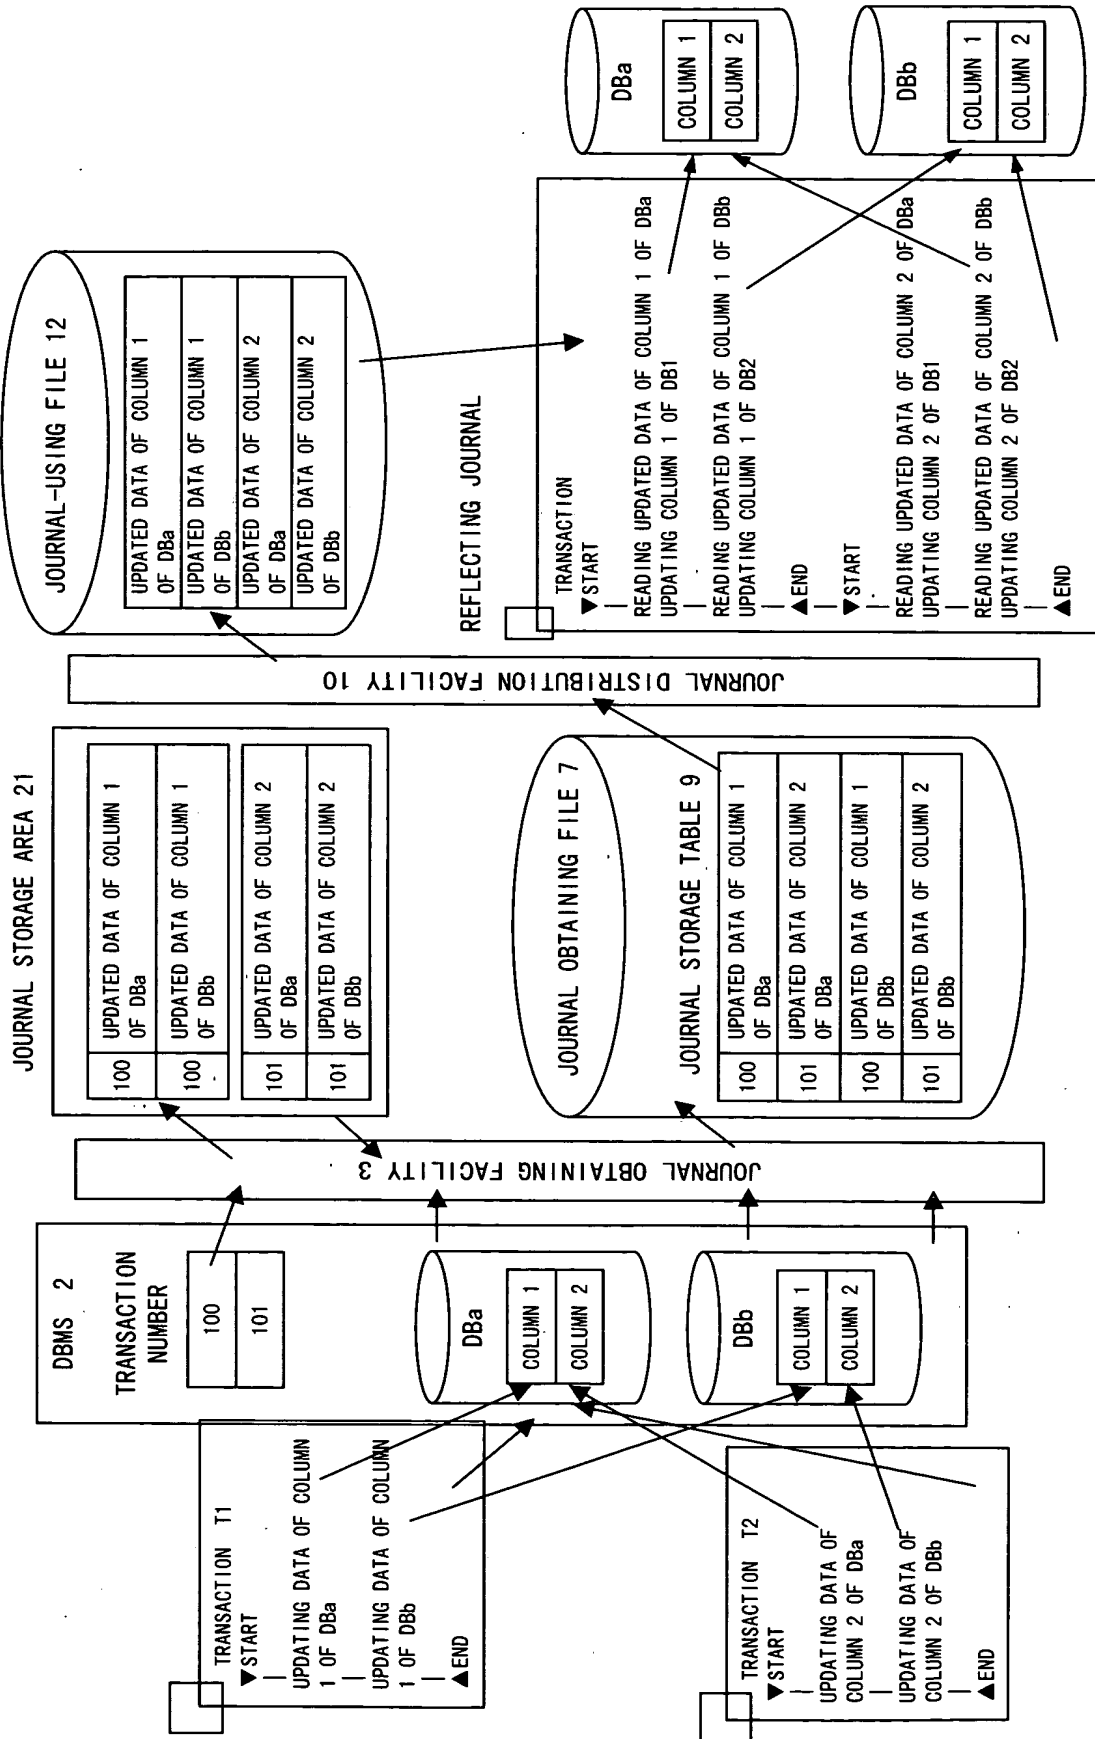 TRANSACTION T1
▼START
UPDATING DATA OF COLUMN
1 OF DBa
UPDATING DATA OF COLUMN
1 OF DBb
▲END
TRANSACTION T2
▼START
UPDATING DATA OF
COLUMN 2 OF DBa
UPDATING DATA OF
COLUMN 2 OF DBb
▲END
DBMS 2
TRANSACTION
NUMBER
100
101
DBa
COLUMN 1
COLUMN 2
DBb
COLUMN 1
COLUMN 2
JOURNAL OBTAINING FACILITY 3
JOURNAL STORAGE AREA 21
100
UPDATED DATA OF COLUMN 1
OF DBa
100
UPDATED DATA OF COLUMN 1
OF DBb
101
UPDATED DATA OF COLUMN 2
OF DBa
101
UPDATED DATA OF COLUMN 2
OF DBb
JOURNAL OBTAINING FILE 7
JOURNAL STORAGE TABLE 9
100
UPDATED DATA OF COLUMN 1
OF DBa
101
UPDATED DATA OF COLUMN 2
OF DBa
100
UPDATED DATA OF COLUMN 1
OF DBb
101
UPDATED DATA OF COLUMN 2
OF DBb
JOURNAL DISTRIBUTION FACILITY 10
JOURNAL-USING FILE 12
UPDATED DATA OF COLUMN 1
OF DBa
UPDATED DATA OF COLUMN 1
OF DBb
UPDATED DATA OF COLUMN 2
OF DBa
UPDATED DATA OF COLUMN 2
OF DBb
REFLECTING JOURNAL
TRANSACTION
▼START
READING UPDATED DATA OF COLUMN 1 OF DBa
UPDATING COLUMN 1 OF DB1
READING UPDATED DATA OF COLUMN 1 OF DBb
UPDATING COLUMN 1 OF DB2
▲END
▼START
READING UPDATED DATA OF COLUMN 2 OF DBa
UPDATING COLUMN 2 OF DB1
READING UPDATED DATA OF COLUMN 2 OF DBb
UPDATING COLUMN 2 OF DB2
▲END
DBa
COLUMN 1
COLUMN 2
DBb
COLUMN 1
COLUMN 2